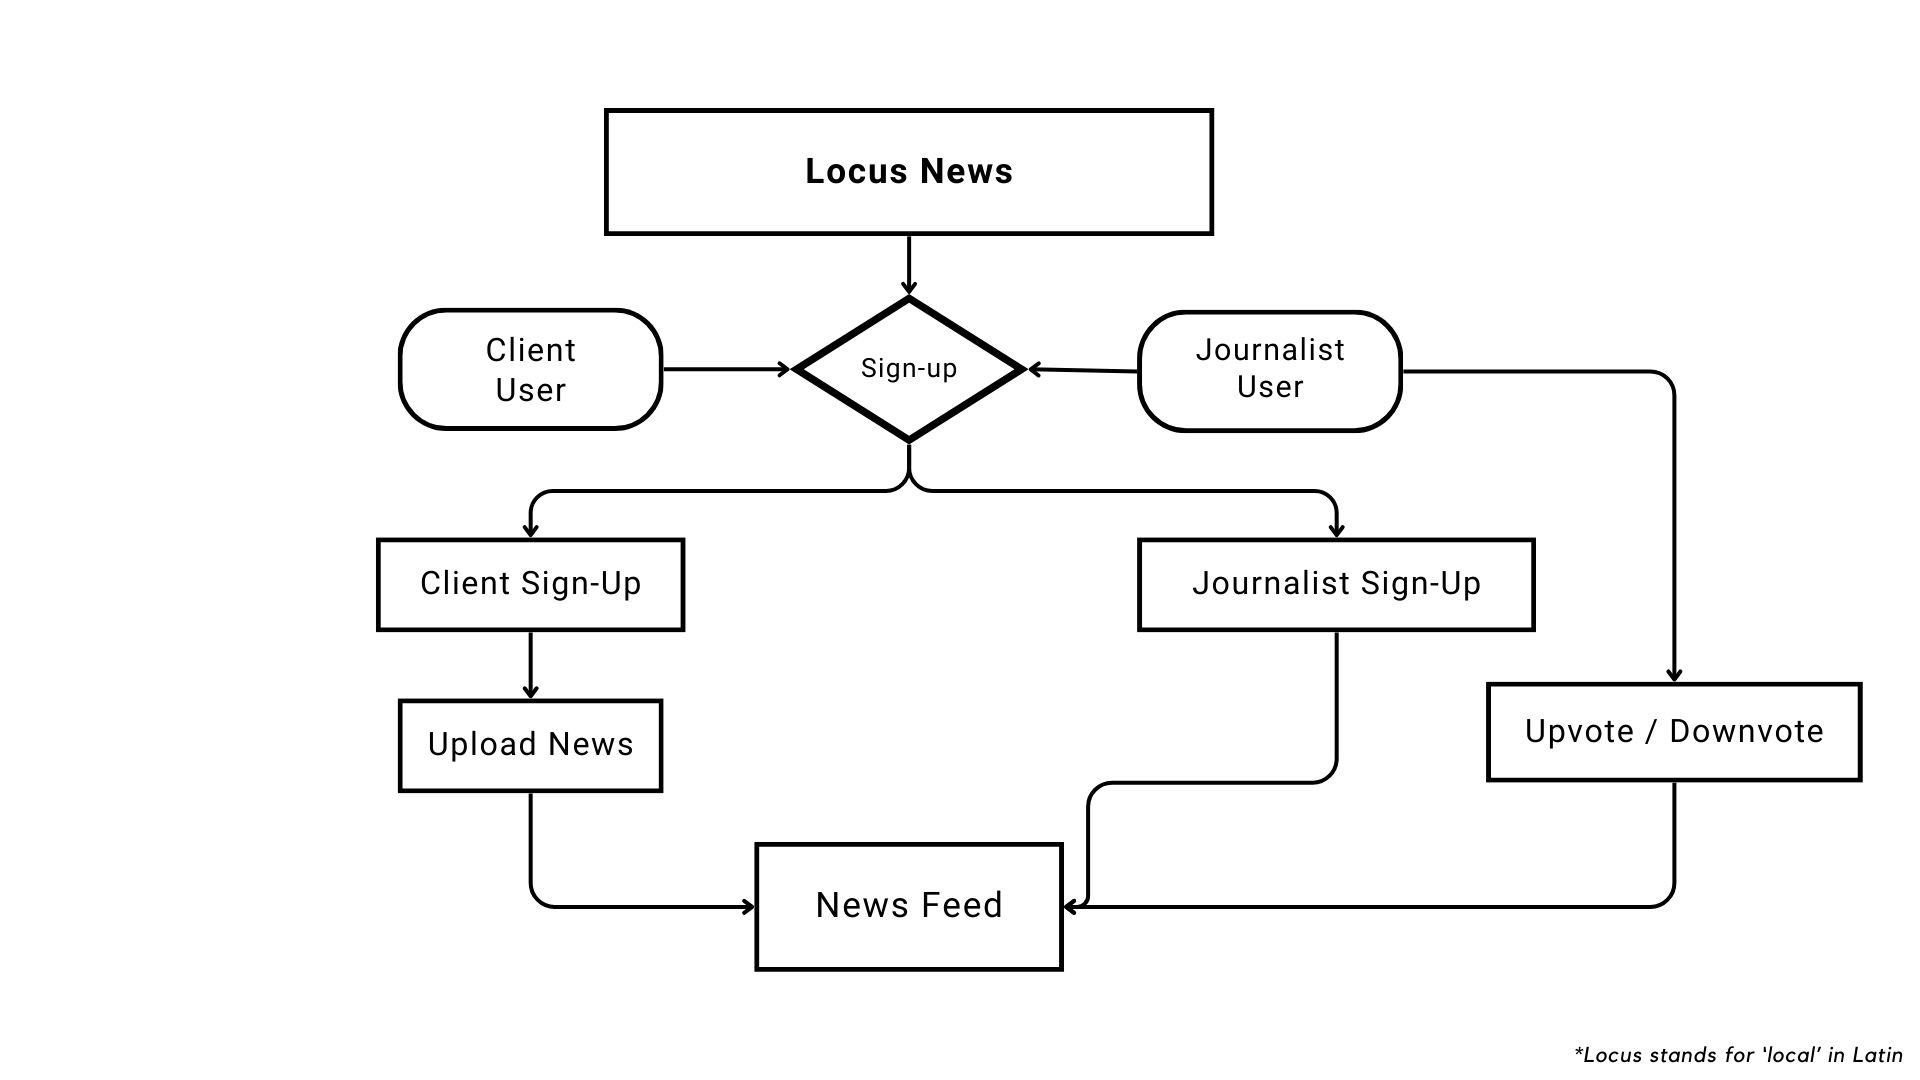 Locus News
Client
User
Sign-up
Journalist
User
Client Sign-Up
Journalist Sign-Up
Upload News
Upvote / Downvote
News Feed
*Locus stands for ‘local’ in Latin